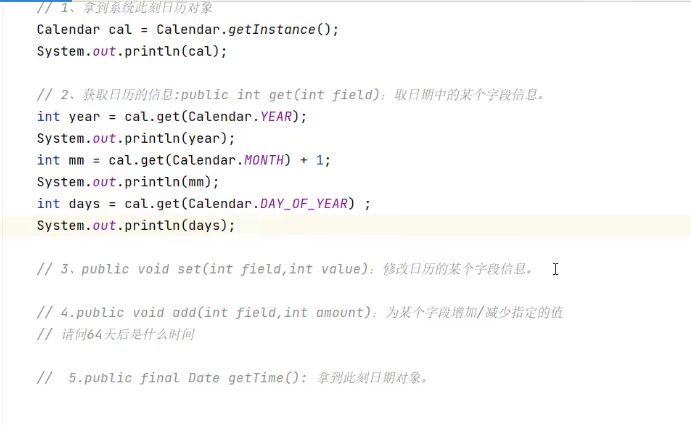 // 1、拿到系统此刻日历对象
Calendar cal = Calendar.getInstance();
System.out.println(cal);
// 2、获取日历的信息:public int get(int field)：取日期中的某个字段信息。
int year = cal.get(Calendar.YEAR);
System.out.println(year);
int mm = cal.get(Calendar.MONTH) + 1;
System.out.println(mm);
int days = cal.get(Calendar.DAY_OF_YEAR) ;
System.out.println(days);
// 3、public void set(int field,int value)：修改日历的某个字段信息。
// 4.public void add(int field,int amount)：为某个字段增加/减少指定的值
// 请问64天后是什么时间
//  5.public final Date getTime(): 拿到此刻日期对象。